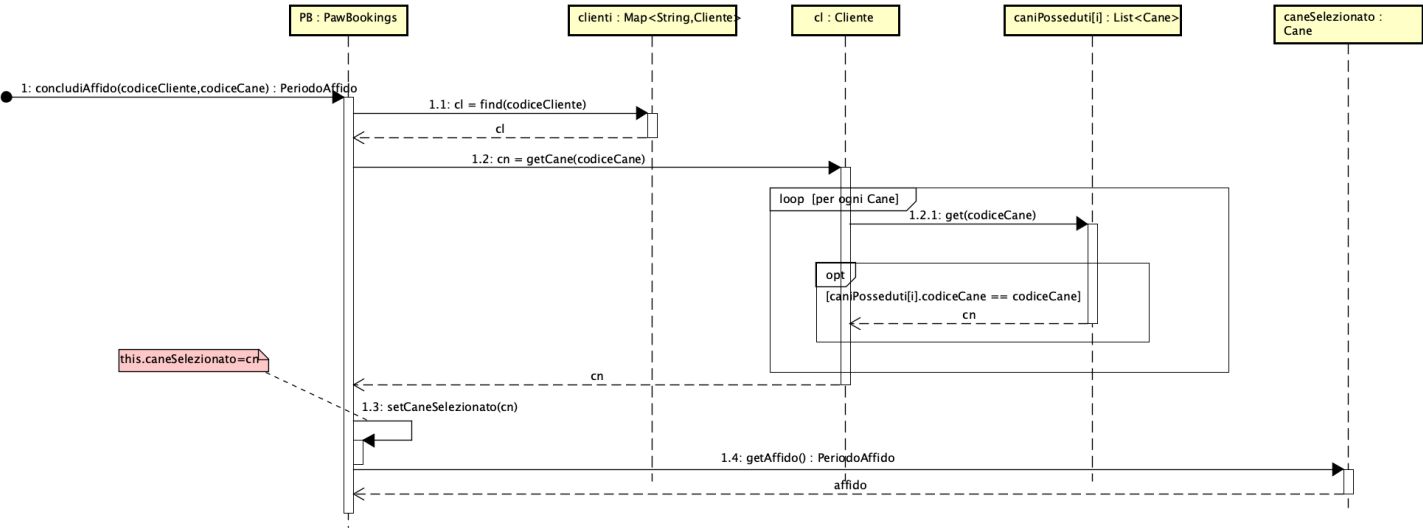 PB : PawBookings
clienti : Map<String,Cliente>
cl : Cliente
caniPosseduti[i] : List<Cane>
caneSelezionato :
Cane
1: concludiAffido(codiceCliente,codiceCane) : PeriodoAffido
1.1: cl = find(codiceCliente)
cl
1.2: cn = getCane(codiceCane)
loop [per ogni Cane]
1.2.1: get(codiceCane)
opt
[caniPosseduti[i].codiceCane == codiceCane]
cn
this.caneSelezionato=cn
cn
1.3: setCaneSelezionato(cn)
1.4: getAffido() : PeriodoAffido
affido